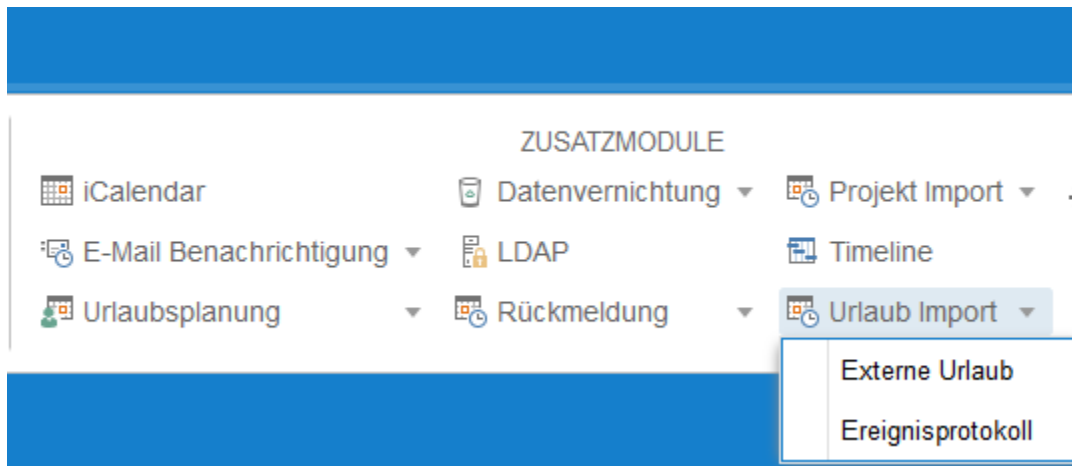 ZUSATZMODULE
iCalendar
Datenvernichtung
Projekt Import
E-Mail Benachrichtigung
LDAP
Timeline
Urlaubsplanung
Rückmeldung
Urlaub Import
Externe Urlaub
Ereignisprotokoll